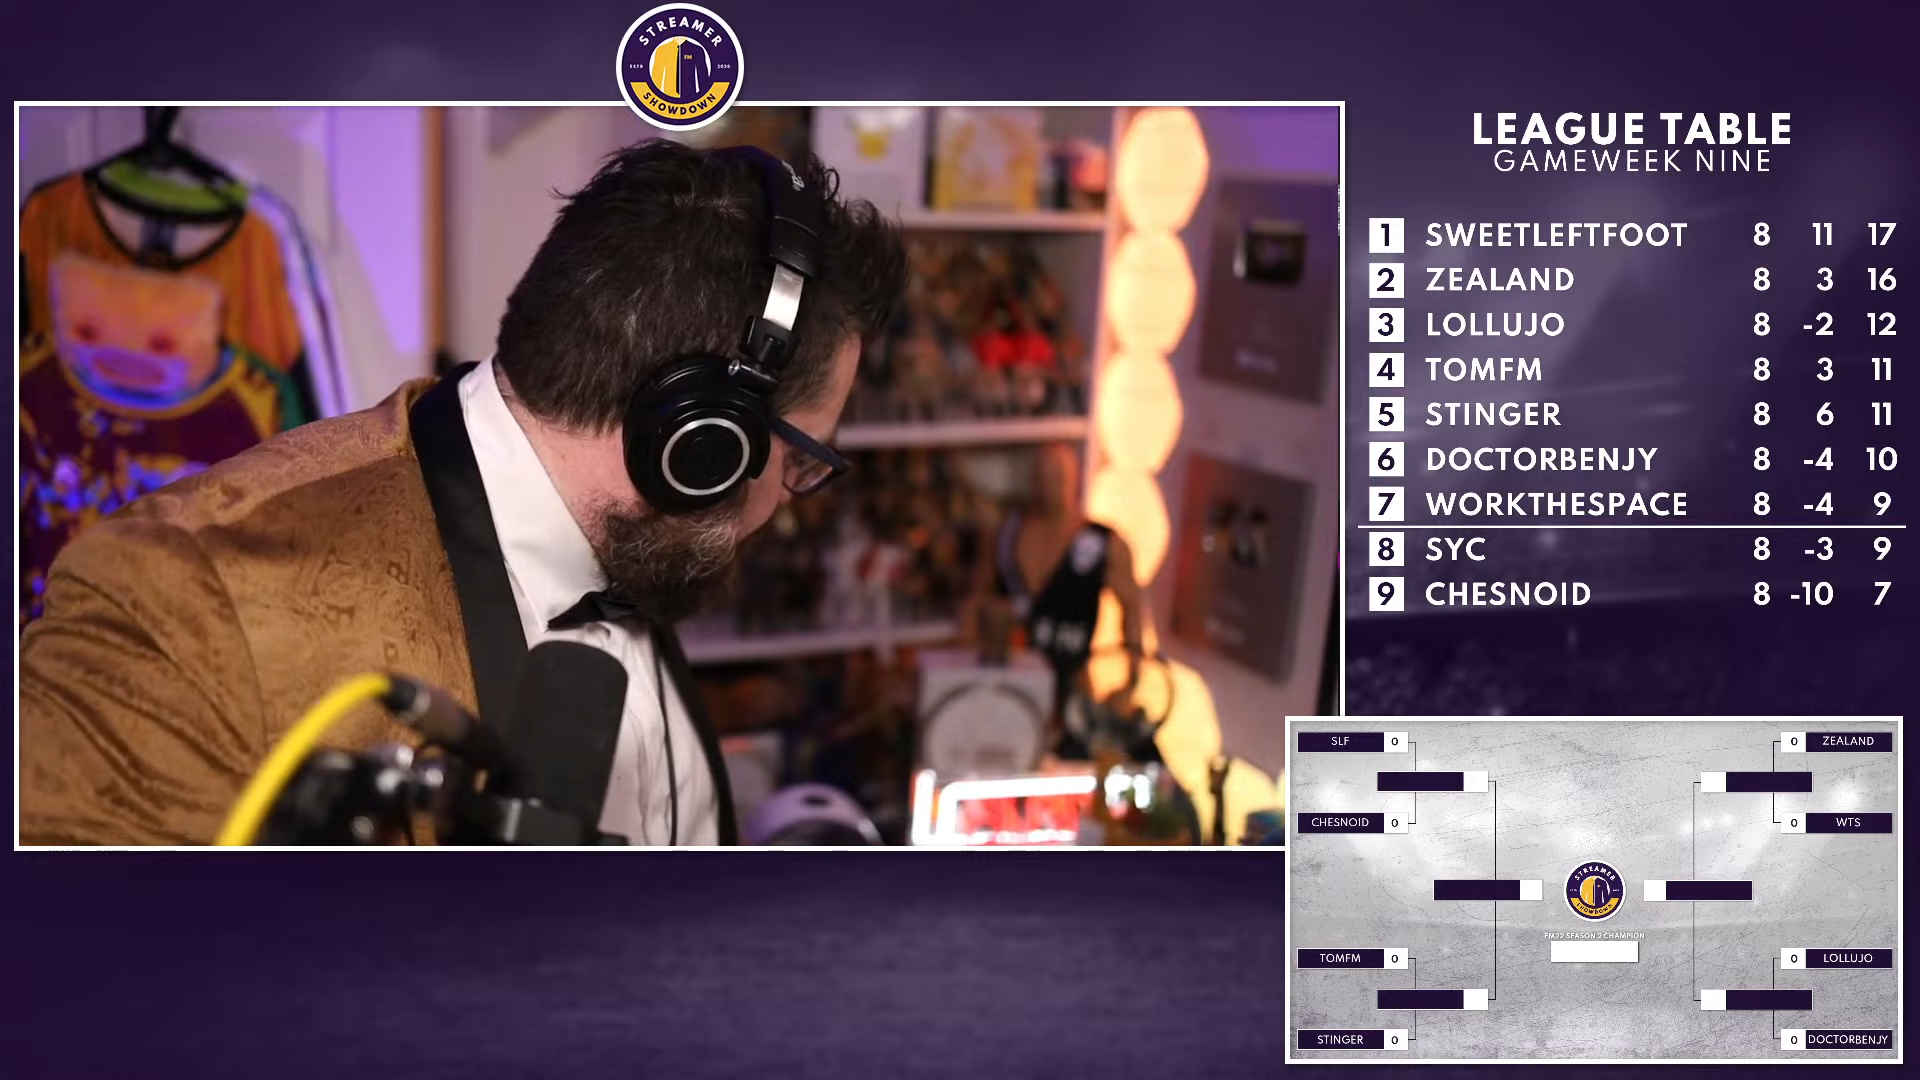 STREAMER
FM
ESTD 2020
SHOWDOWN
LEAGUE TABLE
GAMEWEEK NINE
1 SWEETLEFTFOOT 8 11 17
2 ZEALAND 8 3 16
3 LOLLUJO 8 -2 12
4 TOMFM 8 3 11
5 STINGER 8 6 11
6 DOCTORBENJY 8 -4 10
7 WORKTHESPACE 8 -4 9
8 SYC 8 -3 9
9 CHESNOID 8 -10 7
SLF 0
0 ZEALAND
CHESNOID 0
0 WTS
STREAMER
SHOWDOWN
FM22 SEASON 2 CHAMPION
TOMFM 0
0 LOLLUJO
STINGER 0
0 DOCTORBENJY